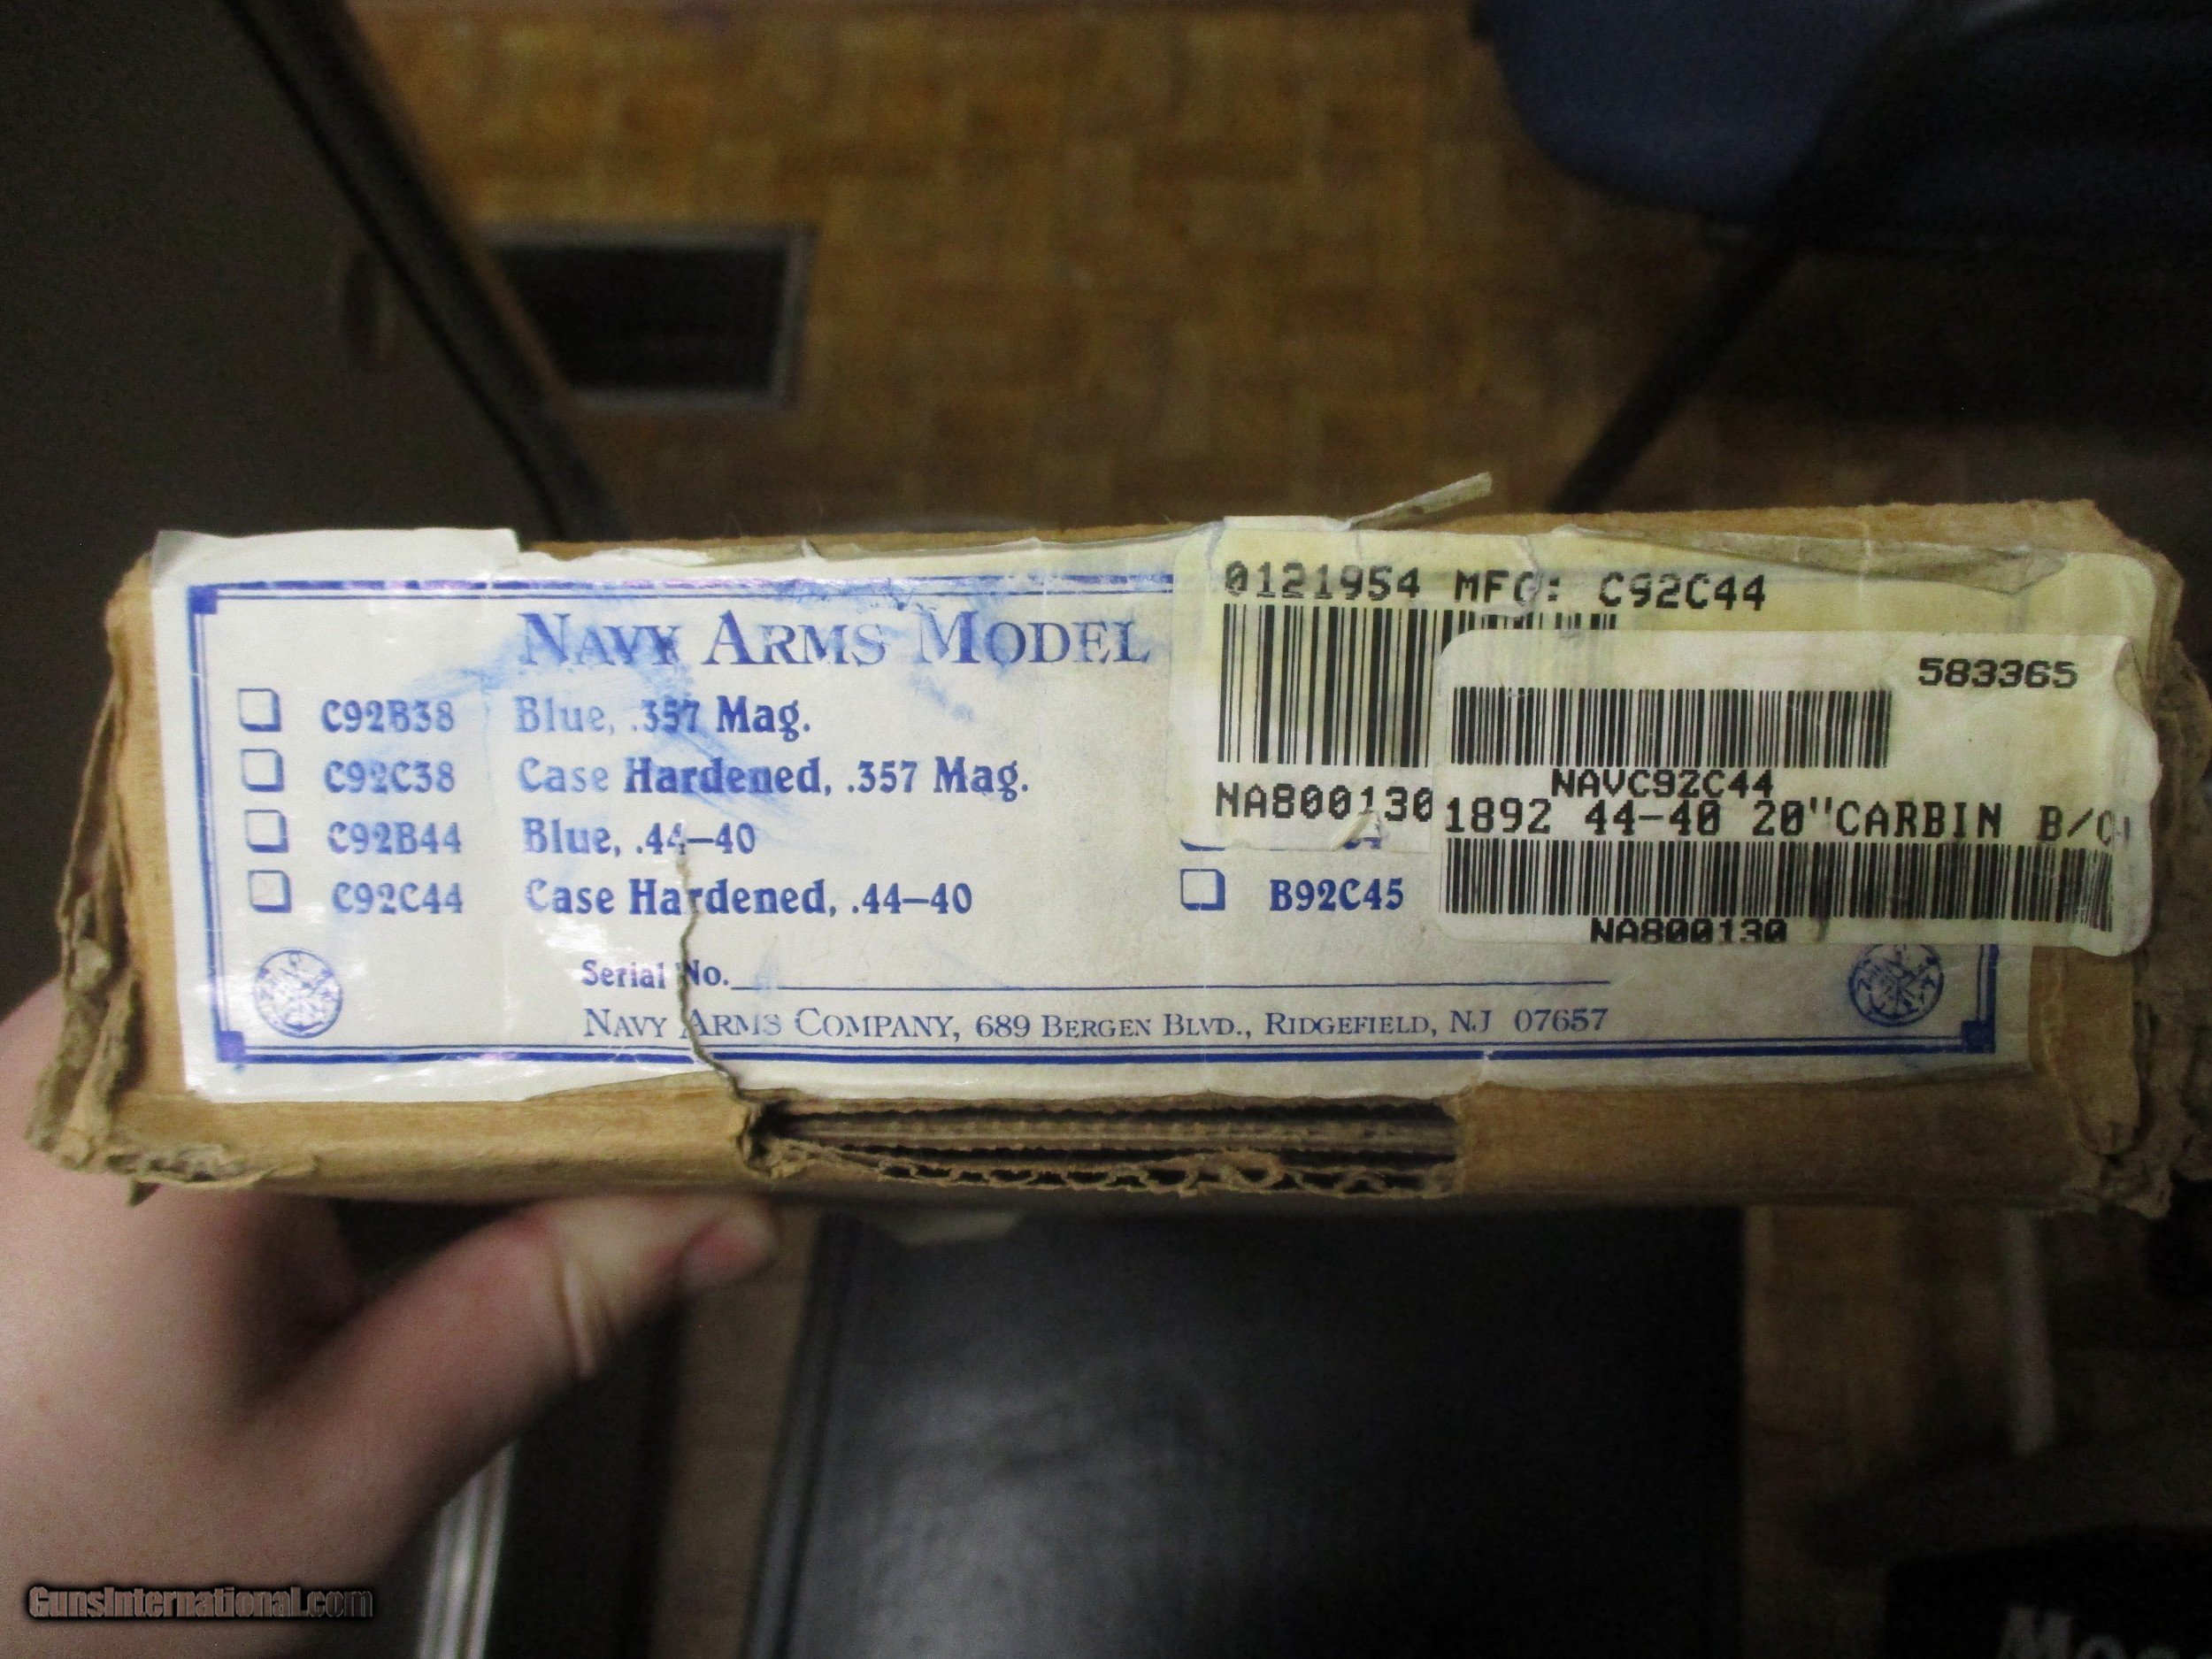 NAVY ARMS MODEL
C92B38 Blue, .357 Mag.
C92C38 Case Hardened, .357 Mag.
C92B44 Blue, .44-40
C92C44 Case Hardened, .44-40
B92C45
Serial No.
NAVY ARMS COMPANY, 689 BERGEN BLVD., RIDGEFIELD, NJ 07657
0121954 MFG: C92C44
NA800130
583365
NAVC92C44
1892 44-40 20"CARBIN B/C
NA800130
GunsInternational.com